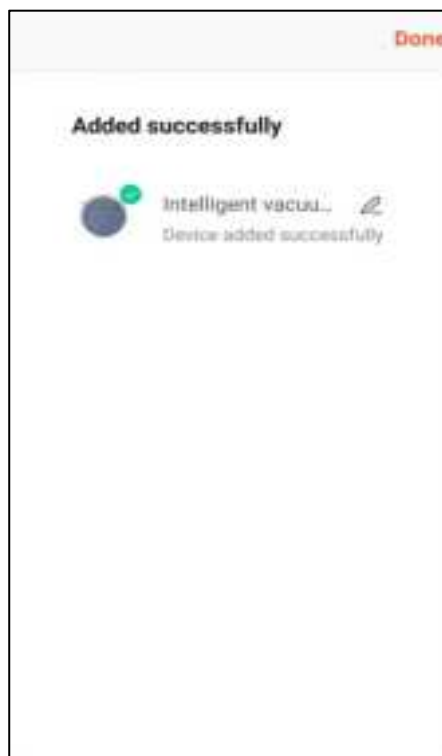 Done
Added successfully
Intelligent vacuu...
Device added successfully